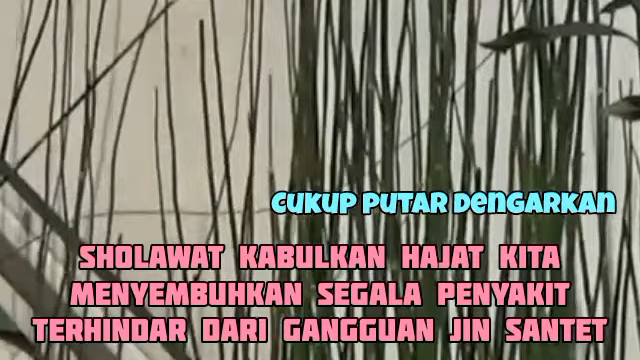 CUKUP PUTAR DENGARKAN
SHOLAWAT KABULKAN HAJAT KITA
MENYEMBUHKAN SEGALA PENYAKIT
TERHINDAR DARI GANGGUAN JIN SANTET